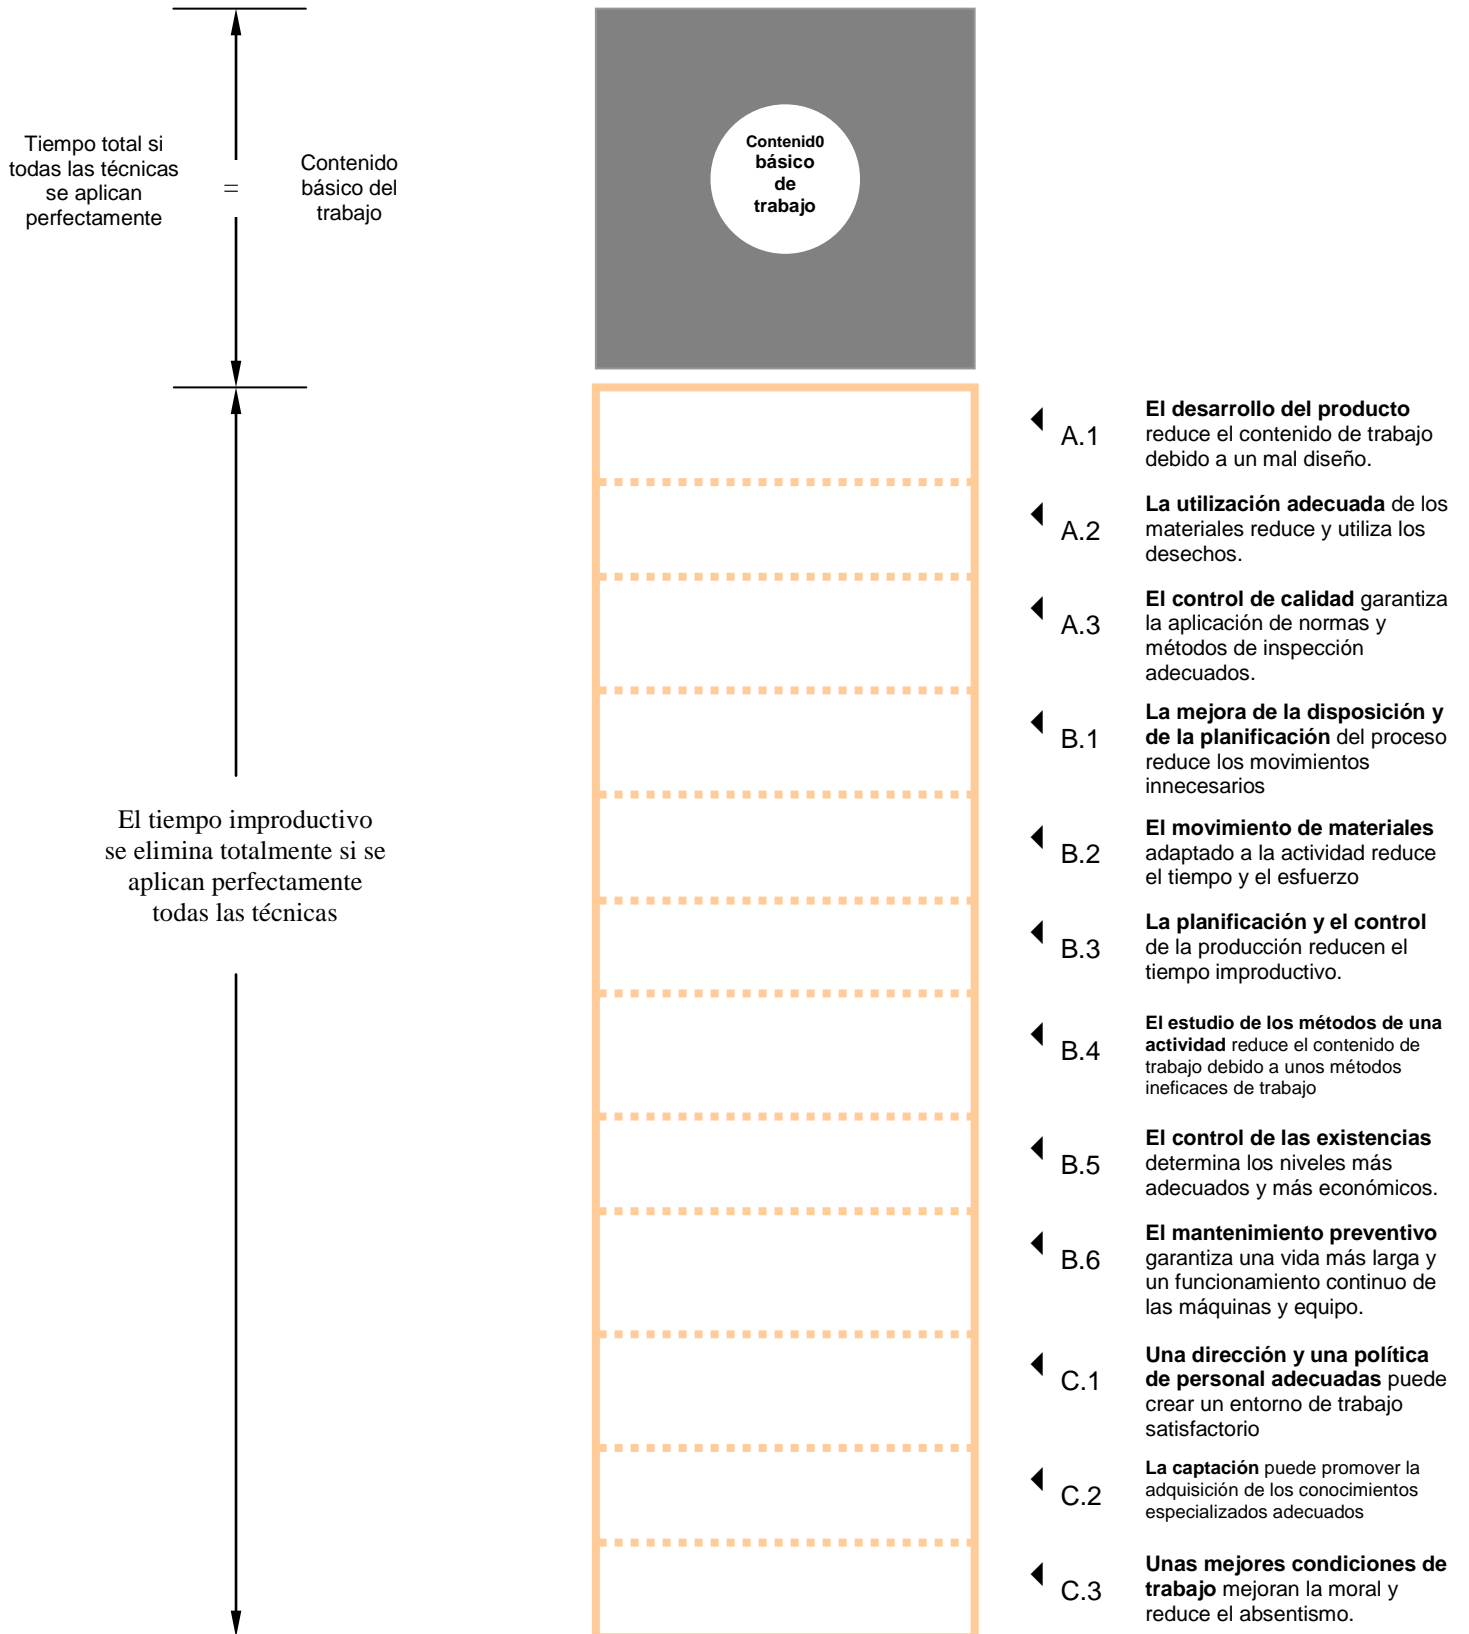 Tiempo total si
todas las técnicas
se aplican
perfectamente
=
Contenido
básico del
trabajo
Contenid0
básico
de
trabajo
El tiempo improductivo
se elimina totalmente si se
aplican perfectamente
todas las técnicas
A.1
El desarrollo del producto
reduce el contenido de trabajo
debido a un mal diseño.
A.2
La utilización adecuada de los
materiales reduce y utiliza los
desechos.
A.3
El control de calidad garantiza
la aplicación de normas y
métodos de inspección
adecuados.
B.1
La mejora de la disposición y
de la planificación del proceso
reduce los movimientos
innecesarios
B.2
El movimiento de materiales
adaptado a la actividad reduce
el tiempo y el esfuerzo
B.3
La planificación y el control
de la producción reducen el
tiempo improductivo.
B.4
El estudio de los métodos de una
actividad reduce el contenido de
trabajo debido a unos métodos
ineficaces de trabajo
B.5
El control de las existencias
determina los niveles más
adecuados y más económicos.
B.6
El mantenimiento preventivo
garantiza una vida más larga y
un funcionamiento continuo de
las máquinas y equipo.
C.1
Una dirección y una política
de personal adecuadas puede
crear un entorno de trabajo
satisfactorio
C.2
La captación puede promover la
adquisición de los conocimientos
especializados adecuados
C.3
Unas mejores condiciones de
trabajo mejoran la moral y
reduce el absentismo.